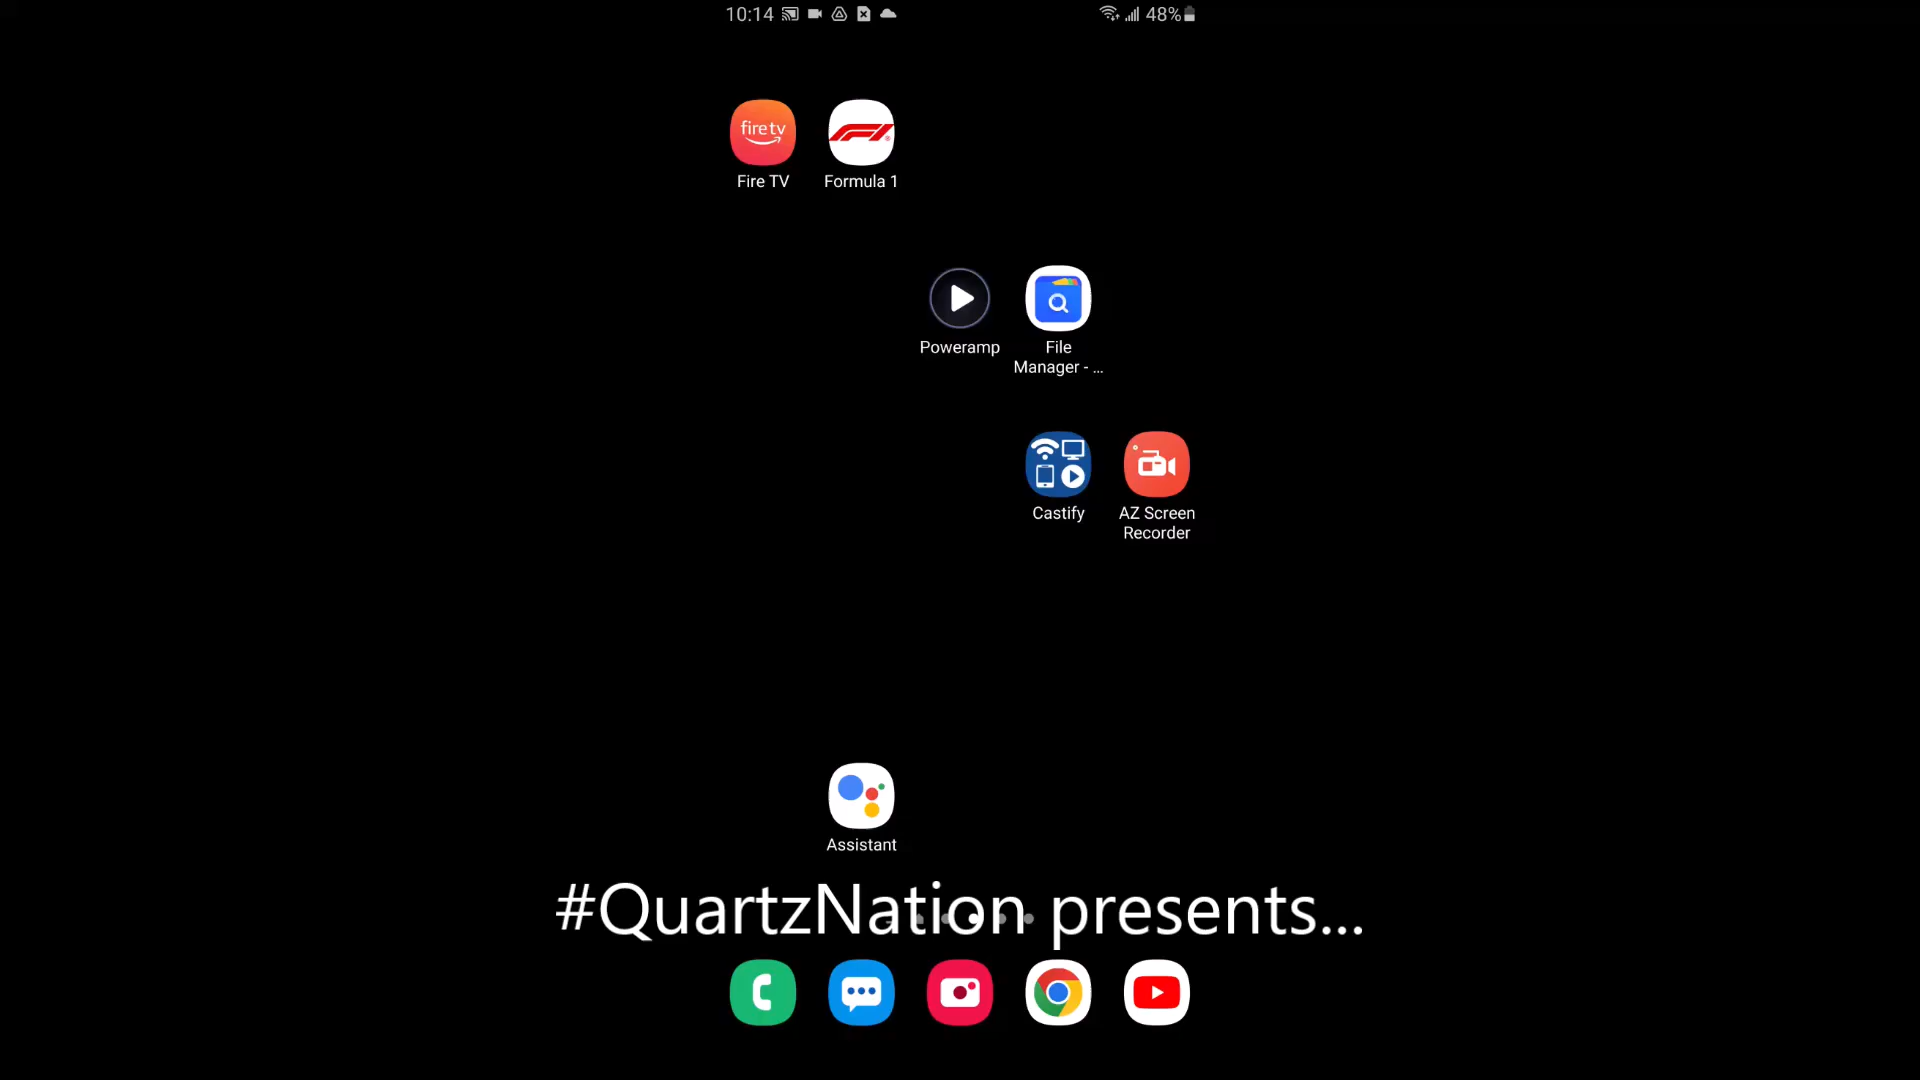 10:14
48%
fire tv
Fire TV
Formula 1
Poweramp
File
Manager - ...
Castify
AZ Screen
Recorder
Assistant
#QuartzNation presents...